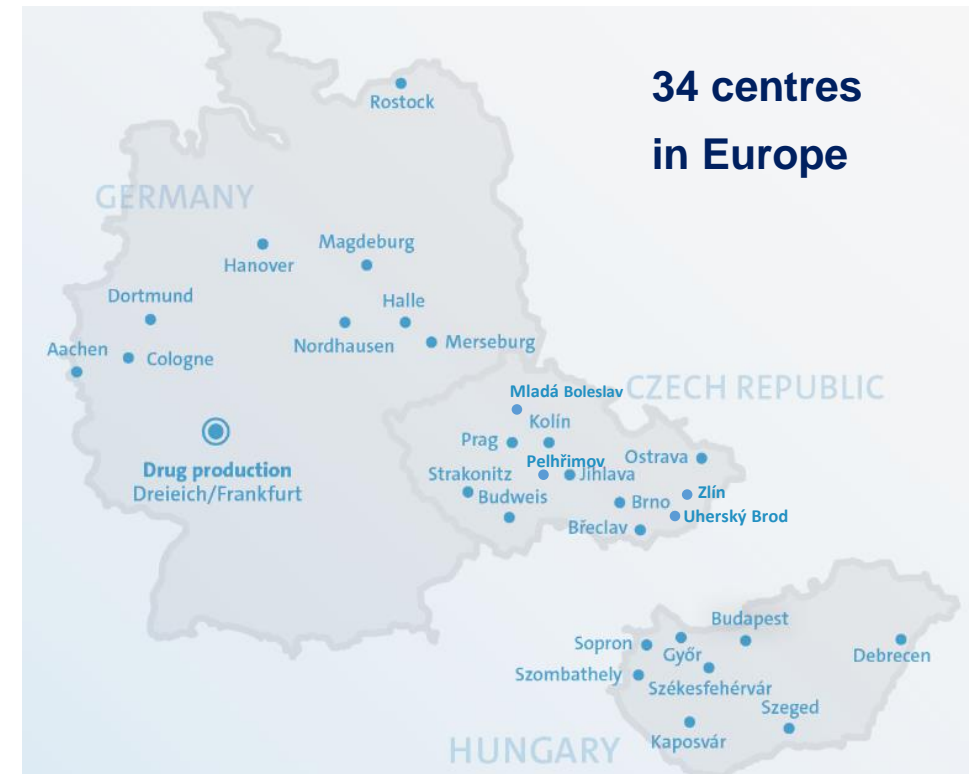 34 centres
in Europe
Rostock
GERMANY
Hanover
Magdeburg
Dortmund
Halle
Nordhausen
Merseburg
Aachen
Cologne
Drug production
Dreieich/Frankfurt
CZECH REPUBLIC
Mladá Boleslav
Kolín
Prag
Pelhřimov
Jihlava
Ostrava
Strakonitz
Budweis
Zlín
Brno
Uherský Brod
Břeclav
Budapest
Sopron
Győr
Debrecen
Szombathely
Székesfehérvár
Szeged
Kaposvár
HUNGARY